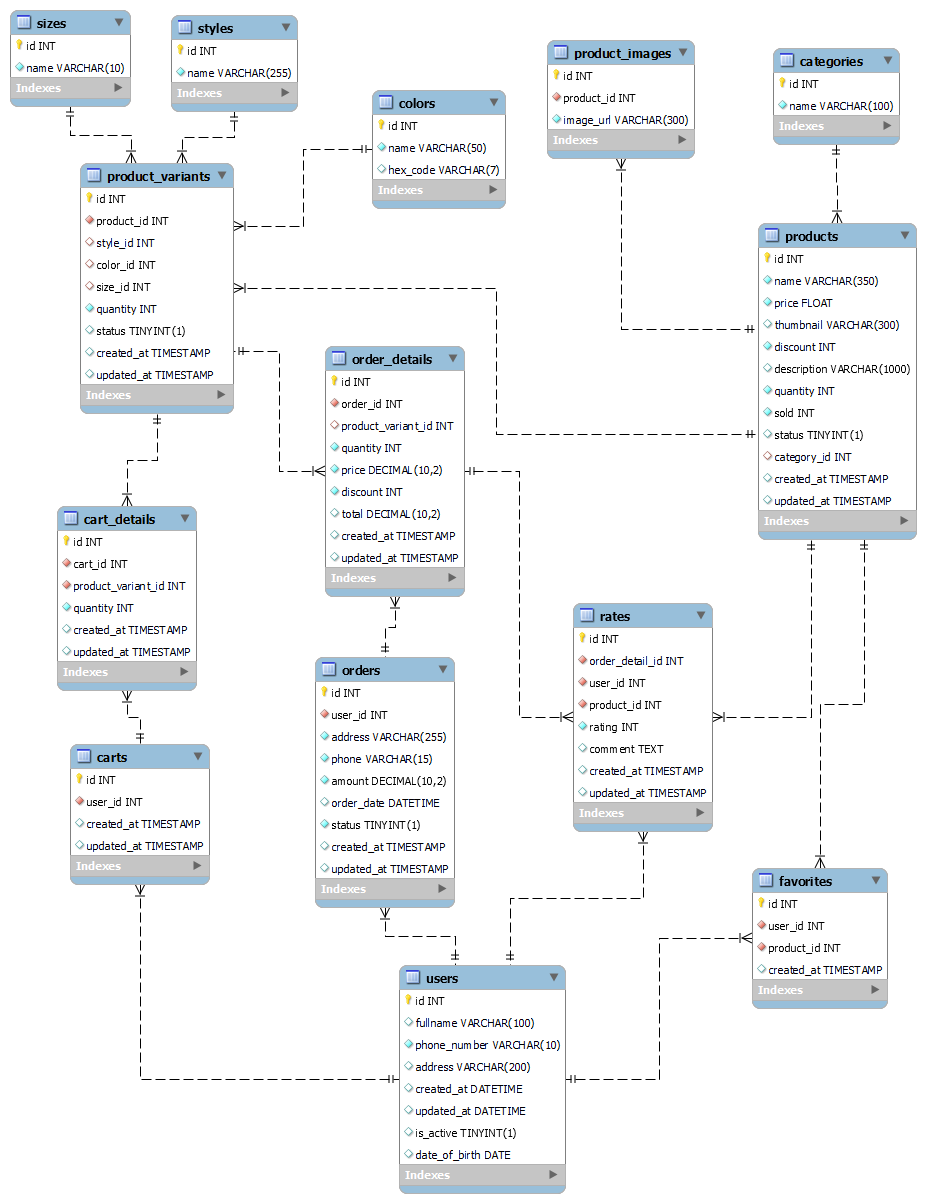 sizes
id INT
name VARCHAR(10)
Indexes
styles
id INT
name VARCHAR(255)
Indexes
colors
id INT
name VARCHAR(50)
hex_code VARCHAR(7)
Indexes
product_images
id INT
product_id INT
image_url VARCHAR(300)
Indexes
categories
id INT
name VARCHAR(100)
Indexes
product_variants
id INT
product_id INT
style_id INT
color_id INT
size_id INT
quantity INT
status TINYINT(1)
created_at TIMESTAMP
updated_at TIMESTAMP
Indexes
products
id INT
name VARCHAR(350)
price FLOAT
thumbnail VARCHAR(300)
discount INT
description VARCHAR(1000)
quantity INT
sold INT
status TINYINT(1)
category_id INT
created_at TIMESTAMP
updated_at TIMESTAMP
Indexes
order_details
id INT
order_id INT
product_variant_id INT
quantity INT
price DECIMAL(10,2)
discount INT
total DECIMAL(10,2)
created_at TIMESTAMP
updated_at TIMESTAMP
Indexes
cart_details
id INT
cart_id INT
product_variant_id INT
quantity INT
created_at TIMESTAMP
updated_at TIMESTAMP
Indexes
rates
id INT
order_detail_id INT
user_id INT
product_id INT
rating INT
comment TEXT
created_at TIMESTAMP
updated_at TIMESTAMP
Indexes
orders
id INT
user_id INT
address VARCHAR(255)
phone VARCHAR(15)
amount DECIMAL(10,2)
order_date DATETIME
status TINYINT(1)
created_at TIMESTAMP
updated_at TIMESTAMP
Indexes
carts
id INT
user_id INT
created_at TIMESTAMP
updated_at TIMESTAMP
Indexes
favorites
id INT
user_id INT
product_id INT
created_at TIMESTAMP
Indexes
users
id INT
fullname VARCHAR(100)
phone_number VARCHAR(10)
address VARCHAR(200)
created_at DATETIME
updated_at DATETIME
is_active TINYINT(1)
date_of_birth DATE
Indexes